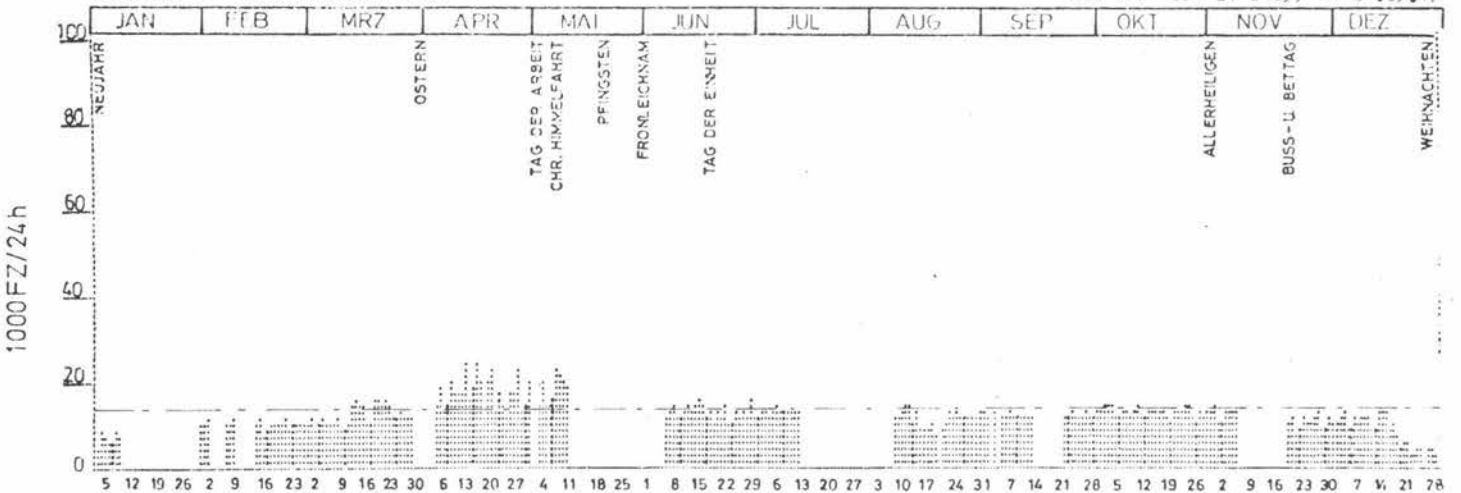 JAN FEB MRZ APR MAI JUN JUL AUG SEP OKT NOV DEZ
100
80
60
40
20
0
1000FZ/24h
NEUJAHR
OSTERN
TAG DER ARBEIT
CHR. HIMMELFAHRT
PFINGSTEN
FRONLEICHNAM
TAG DER EINHEIT
ALLERHEILIGEN
BUSS- U. BETTAG
WEIHNACHTEN
5 12 19 26 2 9 16 23 2 9 16 23 30 6 13 20 27 4 11 18 25 1 8 15 22 29 6 13 20 27 3 10 17 24 31 7 14 21 28 5 12 19 26 2 9 16 23 30 7 14 21 28